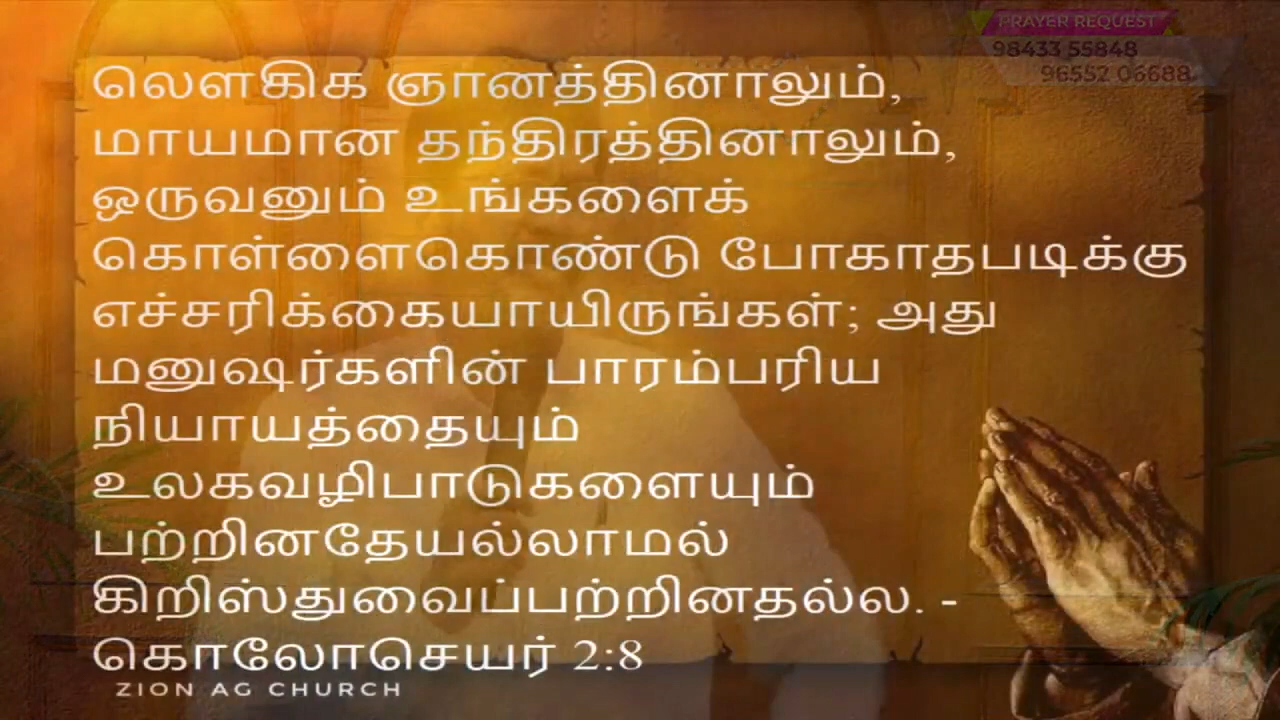 PRAYER REQUEST
98433 55848
96552 06688
லௌகிக ஞானத்தினாலும்,
மாயமான தந்திரத்தினாலும்,
ஒருவனும் உங்களைக்
கொள்ளைகொண்டு போகாதபடிக்கு
எச்சரிக்கையாயிருங்கள்; அது
மனுஷர்களின் பாரம்பரிய
நியாயத்தையும்
உலகவழிபாடுகளையும்
பற்றினதேயல்லாமல்
கிறிஸ்துவைப்பற்றினதல்ல. -
கொலோசெயர் 2:8
ZION AG CHURCH